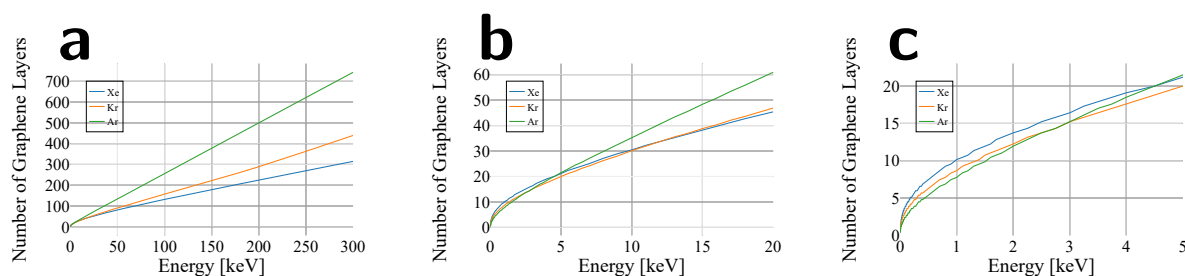 a
Number of Graphene Layers
700
600
500
400
300
200
100
0
Xe
Kr
Ar
0 50 100 150 200 250 300
Energy [keV]
b
Number of Graphene Layers
60
50
40
30
20
10
0
Xe
Kr
Ar
0 5 10 15 20
Energy [keV]
c
Number of Graphene Layers
20
15
10
5
0
Xe
Kr
Ar
0 1 2 3 4 5
Energy [keV]